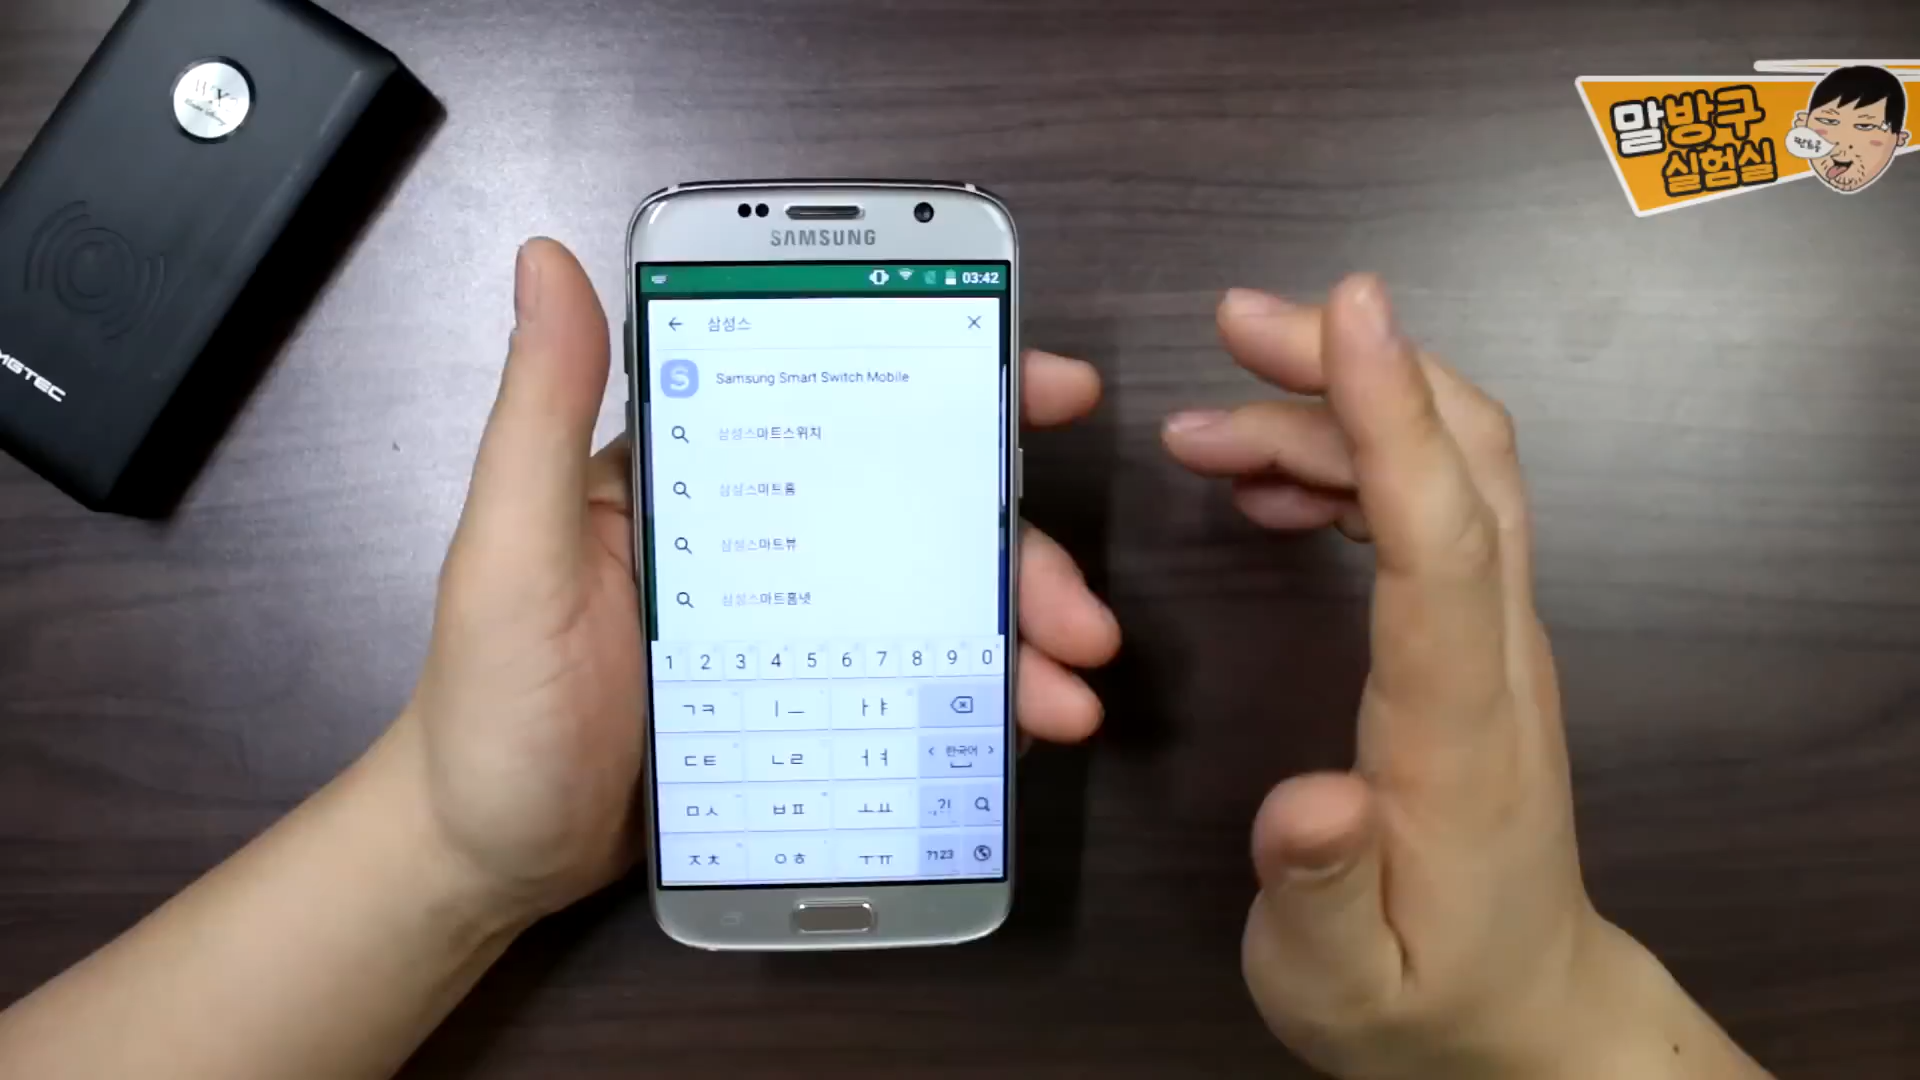 말방구
실험실
MGTEC
SAMSUNG
03:42
삼성스
Samsung Smart Switch Mobile
삼성스마트스위치
삼성스마트홈
삼성스마트뷰
삼성스마트홈넷
1 2 3 4 5 6 7 8 9 0
ㄱㅋ ㅣㅡ ㅏㅑ
ㄷㅌ ㄴㄹ ㅓㅕ < 한국어 >
ㅁㅅ ㅂㅍ ㅗㅛ .,?!
ㅈㅊ ㅇㅎ ㅜㅠ ?123